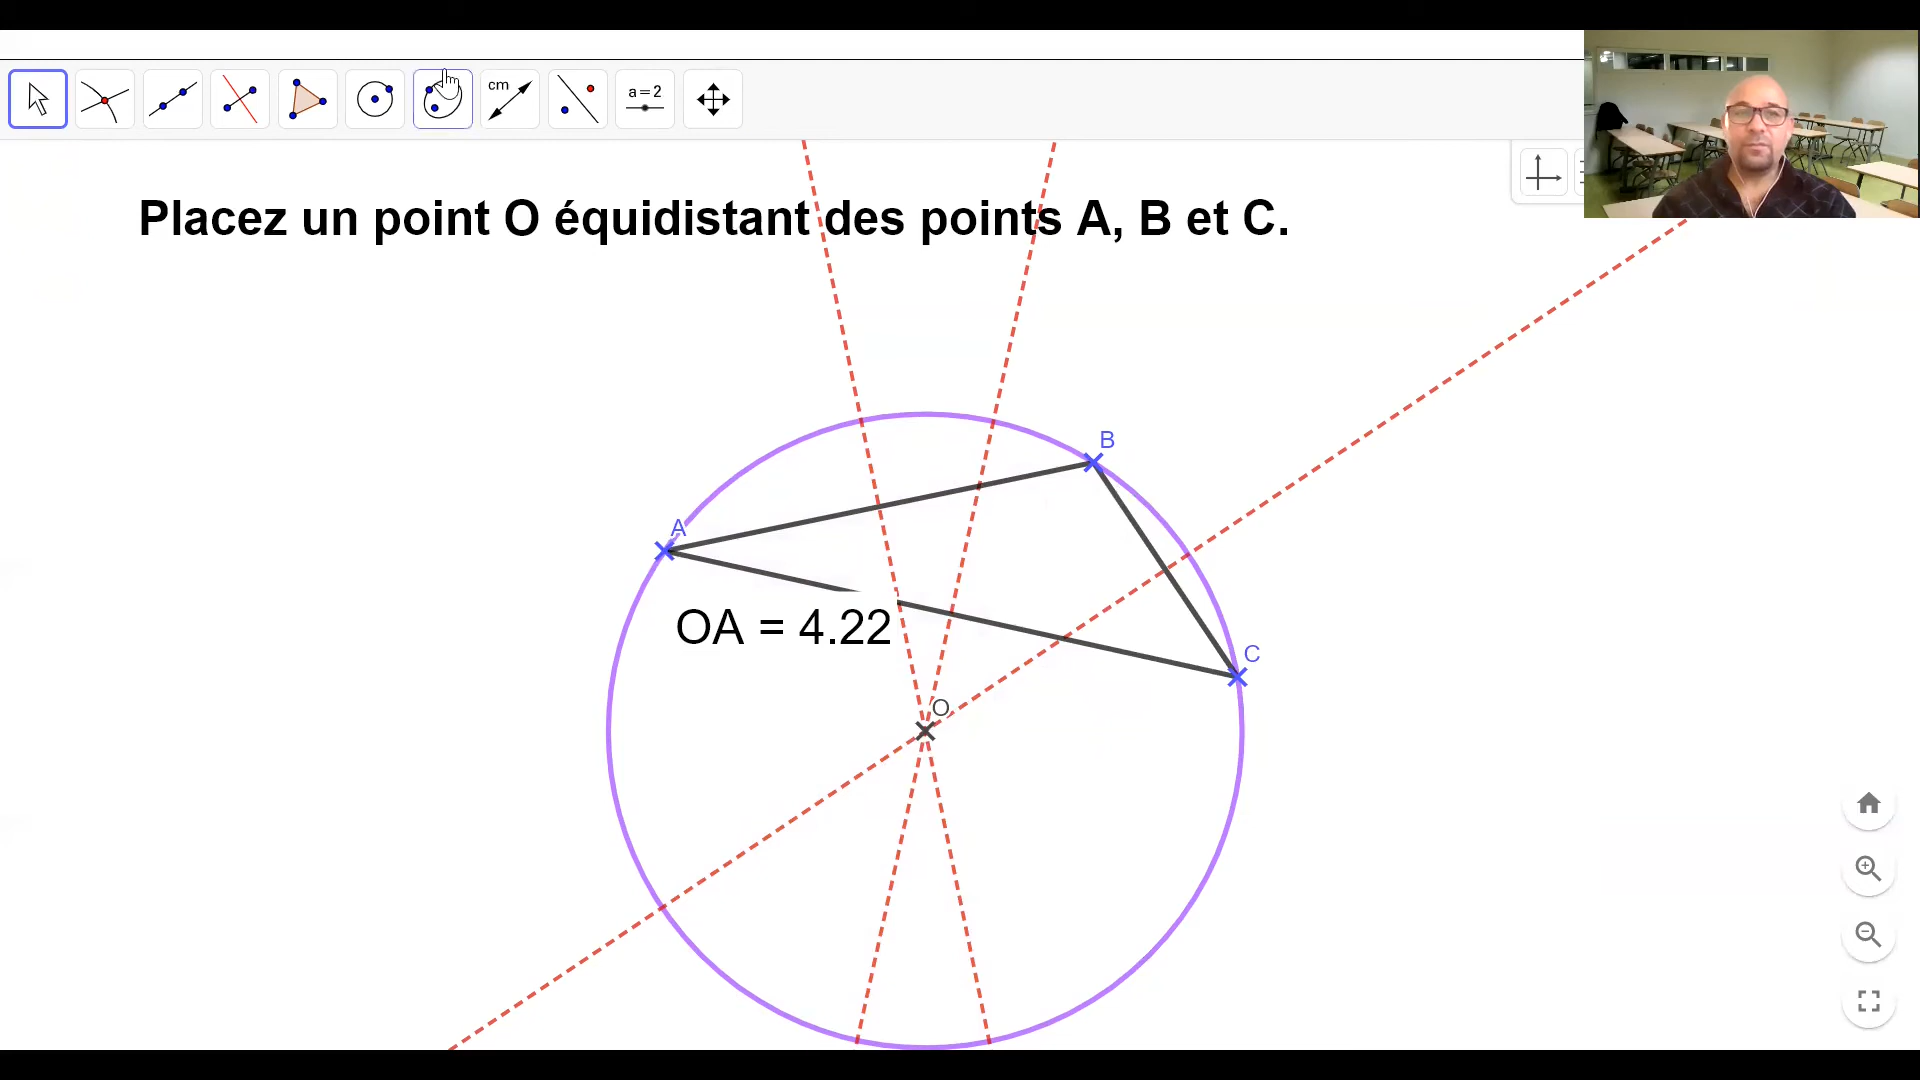 cm
a=2
Placez un point O équidistant des points A, B et C.
B
A
OA = 4.22
C
O